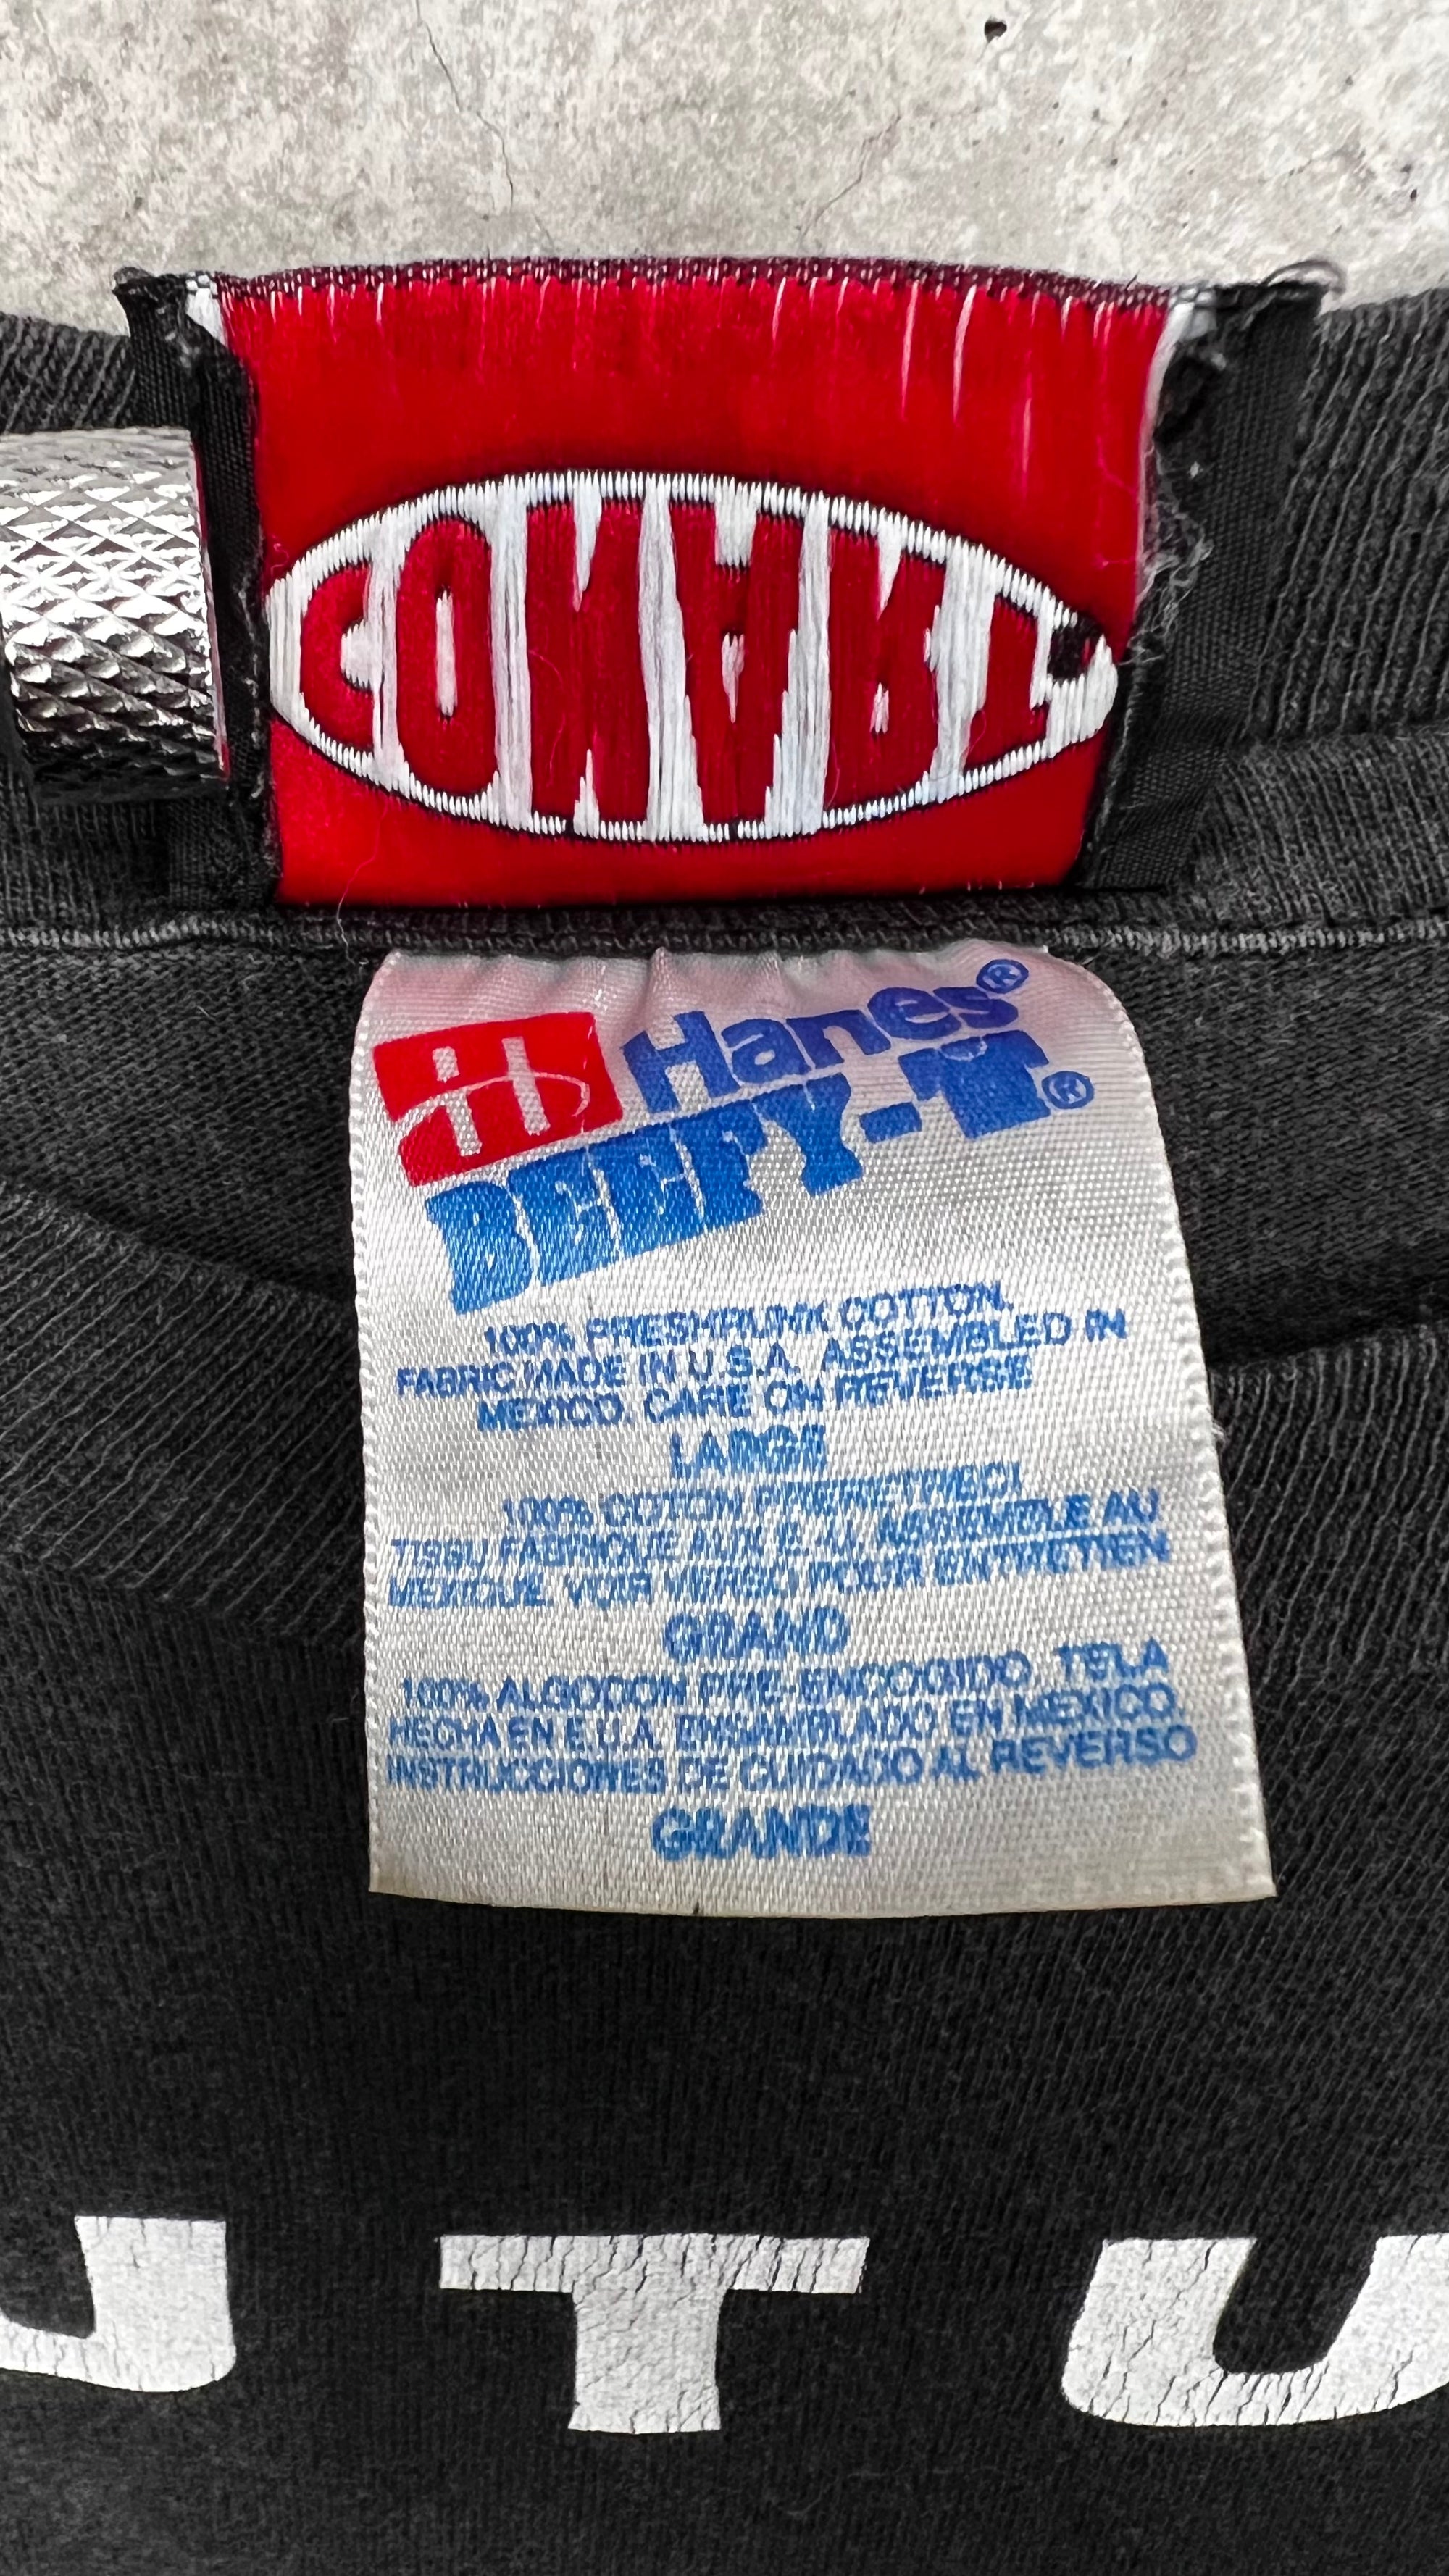 CONART
Hanes®
BEEFY-T®
100% PRESHRUNK COTTON.
FABRIC MADE IN U.S.A. ASSEMBLED IN
MEXICO. CARE ON REVERSE
LARGE
100% COTON PRERETRECI
TISSU FABRIQUE AUX E.U. ASSEMBLE AU
MEXIQUE. VOIR VERSO POUR ENTRETIEN
GRAND
100% ALGODON PRE-ENCOGIDO. TELA
HECHA EN E.U.A. ENSAMBLADO EN MEXICO.
INSTRUCCIONES DE CUIDADO AL REVERSO
GRANDE
T U